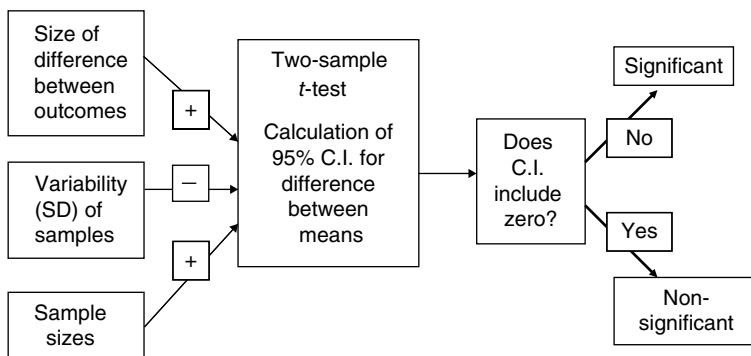 Size of
difference
between
outcomes
+
Variability
(SD) of
samples
–
Sample
sizes
+
Two-sample
t-test
Calculation of
95% C.I. for
difference
between
means
Does
C.I.
include
zero?
Significant
No
Yes
Non-
significant